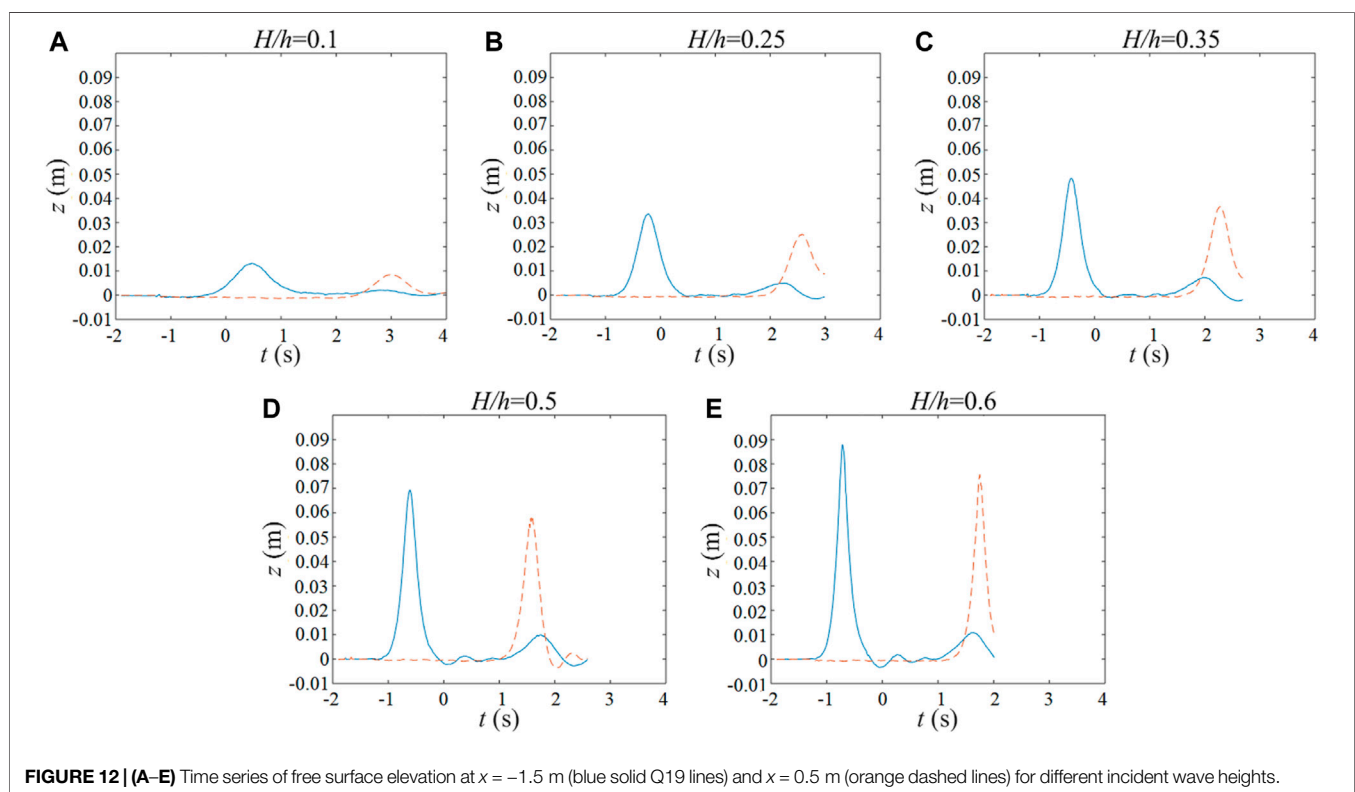 A
H/h=0.1
0.09
0.08
0.07
0.06
0.05
0.04
0.03
0.02
0.01
0
-0.01
z (m)
-2 -1 0 1 2 3 4
t (s)
B
H/h=0.25
0.09
0.08
0.07
0.06
0.05
0.04
0.03
0.02
0.01
0
-0.01
z (m)
-2 -1 0 1 2 3 4
t (s)
C
H/h=0.35
0.09
0.08
0.07
0.06
0.05
0.04
0.03
0.02
0.01
0
-0.01
z (m)
-2 -1 0 1 2 3 4
t (s)
D
H/h=0.5
0.09
0.08
0.07
0.06
0.05
0.04
0.03
0.02
0.01
0
-0.01
z (m)
-2 -1 0 1 2 3 4
t (s)
E
H/h=0.6
0.09
0.08
0.07
0.06
0.05
0.04
0.03
0.02
0.01
0
-0.01
z (m)
-2 -1 0 1 2 3 4
t (s)
FIGURE 12 | (A–E) Time series of free surface elevation at x = −1.5 m (blue solid Q19 lines) and x = 0.5 m (orange dashed lines) for different incident wave heights.